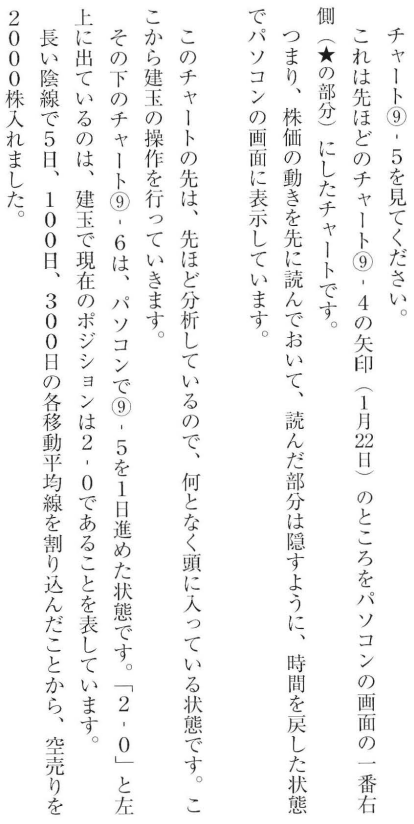 チャート⑨-5を見てください。
これは先ほどのチャート⑨-4の矢印（1月22日）のところをパソコンの画面の一番右
側（★の部分）にしたチャートです。
つまり、株価の動きを先に読んでおいて、読んだ部分は隠すように、時間を戻した状態
でパソコンの画面に表示しています。
このチャートの先は、先ほど分析しているので、何となく頭に入っている状態です。こ
こから建玉の操作を行っていきます。
その下のチャート⑨-6は、パソコンで⑨-5を1日進めた状態です。「2-0」と左
上に出ているのは、建玉で現在のポジションは2-0であることを表しています。
長い陰線で5日、100日、300日の各移動平均線を割り込んだことから、空売りを
2000株入れました。